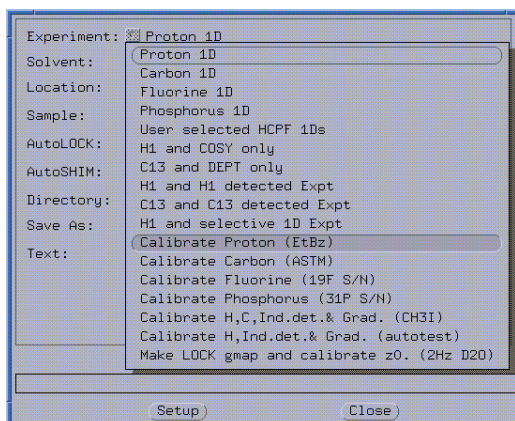 Experiment: Proton 1D
Solvent:
Location:
Sample:
AutoLOCK:
AutoSHIM:
Directory:
Save As:
Text:
Proton 1D
Carbon 1D
Fluorine 1D
Phosphorus 1D
User selected HCPF 1Ds
H1 and COSY only
C13 and DEPT only
H1 and H1 detected Expt
C13 and C13 detected Expt
H1 and selective 1D Expt
Calibrate Proton (EtBz)
Calibrate Carbon (ASTM)
Calibrate Fluorine (19F S/N)
Calibrate Phosphorus (31P S/N)
Calibrate H,C,Ind.det.& Grad. (CH3I)
Calibrate H,Ind.det.& Grad. (autotest)
Make LOCK gmap and calibrate z0. (2Hz D2O)
Setup Close